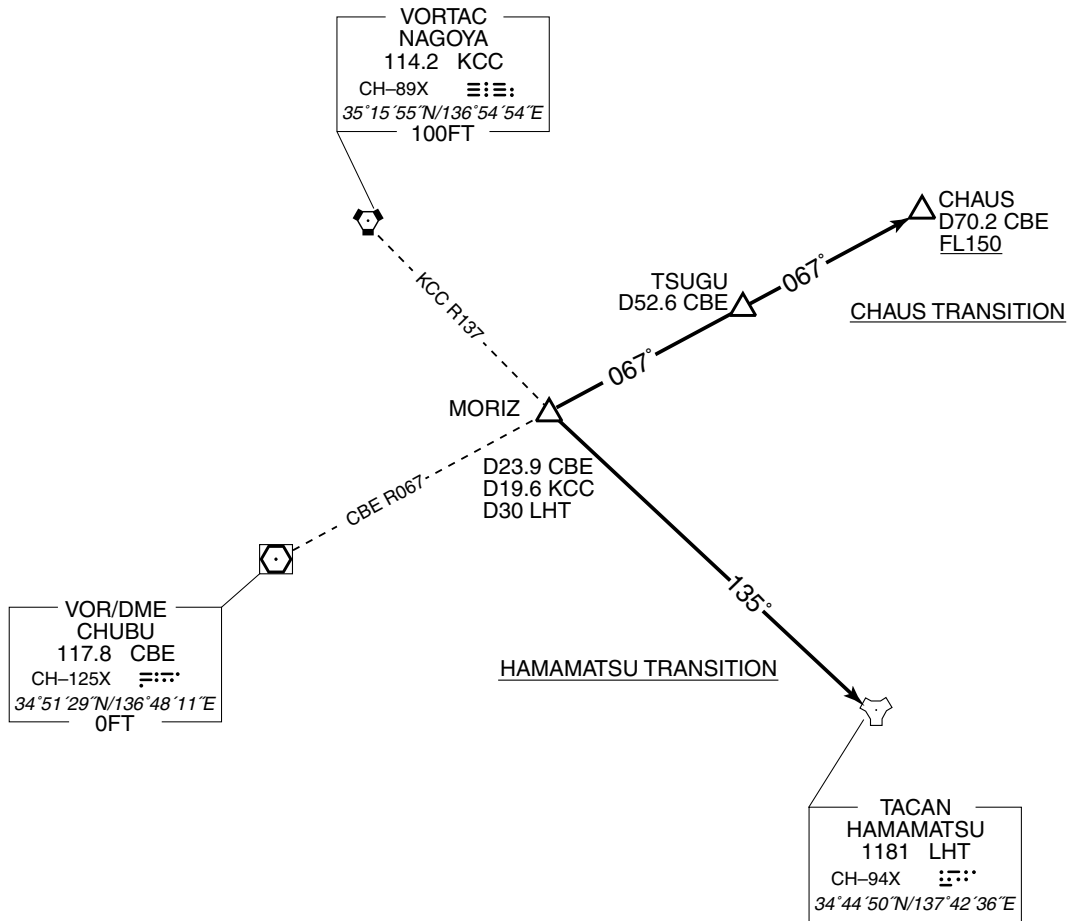 VORTAC
NAGOYA
114.2 KCC
CH–89X
35°15´55˝N/136°54´54˝E
100FT
CHAUS
D70.2 CBE
FL150
067°
TSUGU
D52.6 CBE
CHAUS TRANSITION
KCC R137
067°
MORIZ
D23.9 CBE
D19.6 KCC
D30 LHT
CBE R067
135°
VOR/DME
CHUBU
117.8 CBE
CH–125X
34°51´29˝N/136°48´11˝E
0FT
HAMAMATSU TRANSITION
TACAN
HAMAMATSU
1181 LHT
CH–94X
34°44´50˝N/137°42´36˝E